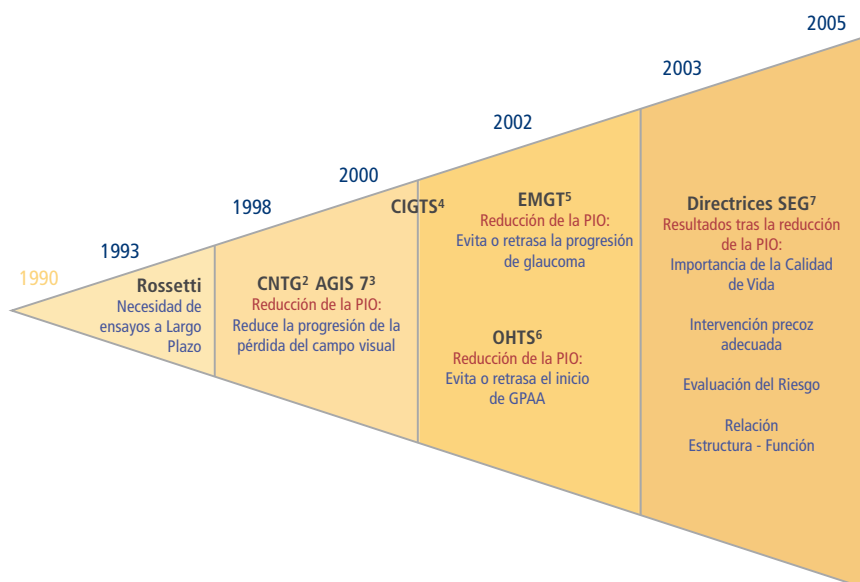 1990
1993
1998
2000
2002
2003
2005
Rossetti
Necesidad de
ensayos a Largo
Plazo
CNTG² AGIS 7³
Reducción de la PIO:
Reduce la progresión de la
pérdida del campo visual
CIGTS⁴
EMGT⁵
Reducción de la PIO:
Evita o retrasa la progresión
de glaucoma
OHTS⁶
Reducción de la PIO:
Evita o retrasa el inicio
de GPAA
Directrices SEG⁷
Resultados tras la reducción
de la PIO:
Importancia de la Calidad
de Vida
Intervención precoz
adecuada
Evaluación del Riesgo
Relación
Estructura - Función